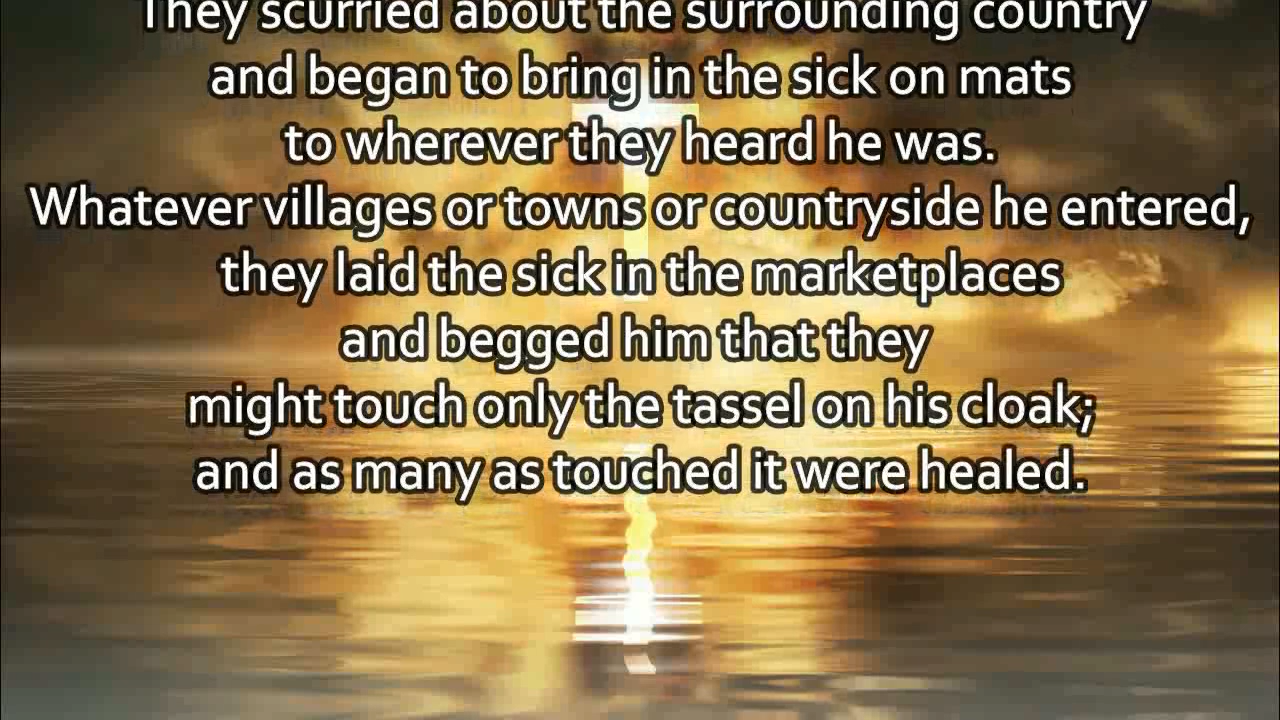 They scurried about the surrounding country
and began to bring in the sick on mats
to wherever they heard he was.
Whatever villages or towns or countryside he entered,
they laid the sick in the marketplaces
and begged him that they
might touch only the tassel on his cloak;
and as many as touched it were healed.